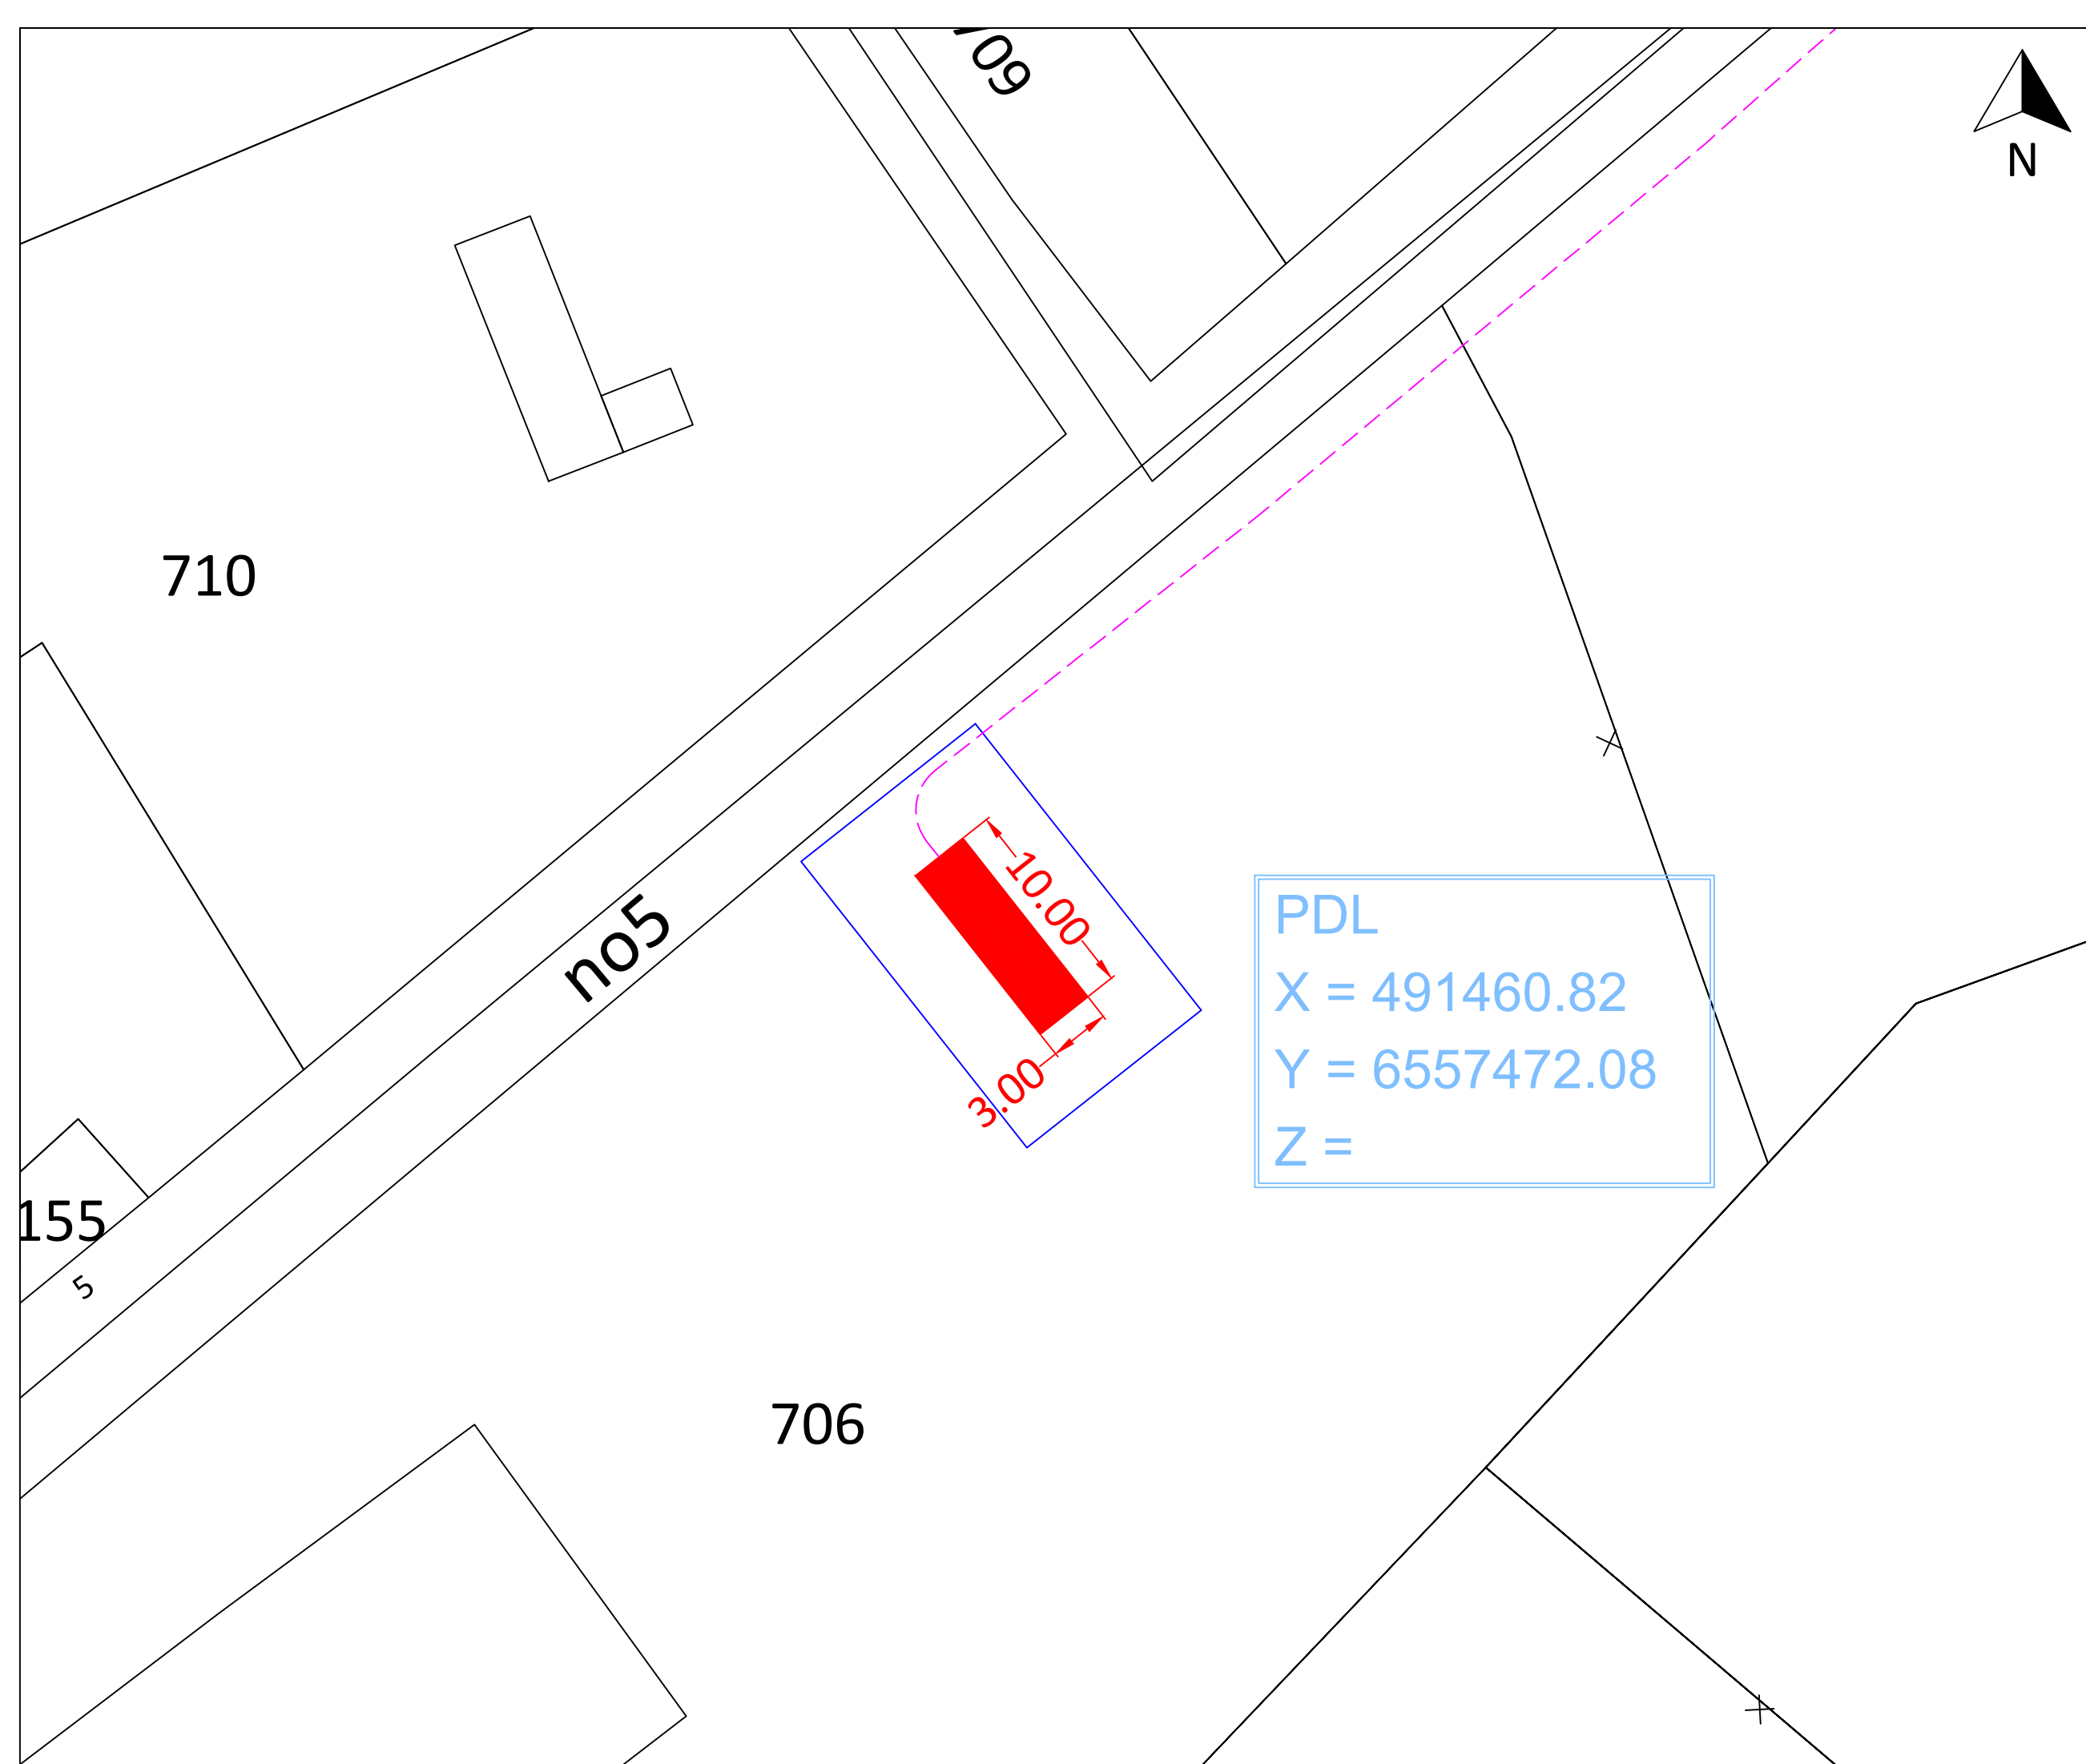 709
N
710
no5
10.00
3.00
PDL
X = 491460.82
Y = 6557472.08
Z =
155
5
706